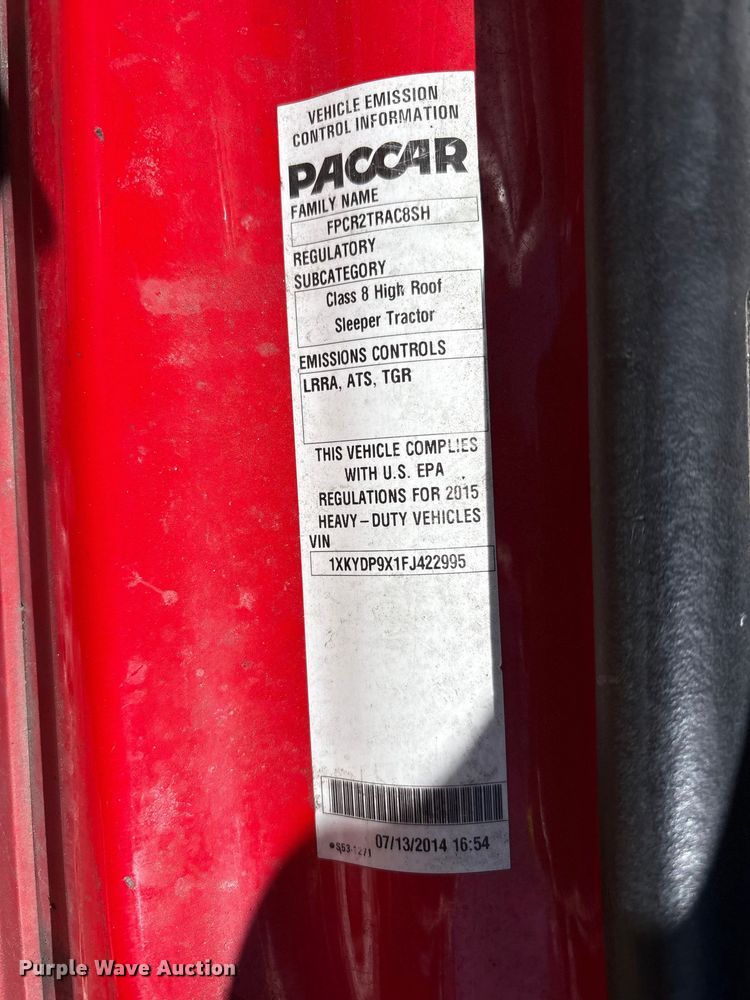 VEHICLE EMISSION
CONTROL INFORMATION
PACCAR
FAMILY NAME
FPCR2TRAC8SH
REGULATORY
SUBCATEGORY
Class 8 High Roof
Sleeper Tractor
EMISSIONS CONTROLS
LRRA, ATS, TGR
THIS VEHICLE COMPLIES
WITH U.S. EPA
REGULATIONS FOR 2015
HEAVY-DUTY VEHICLES
VIN
1XKYDP9X1FJ422995
07/13/2014 16:54
Purple Wave Auction